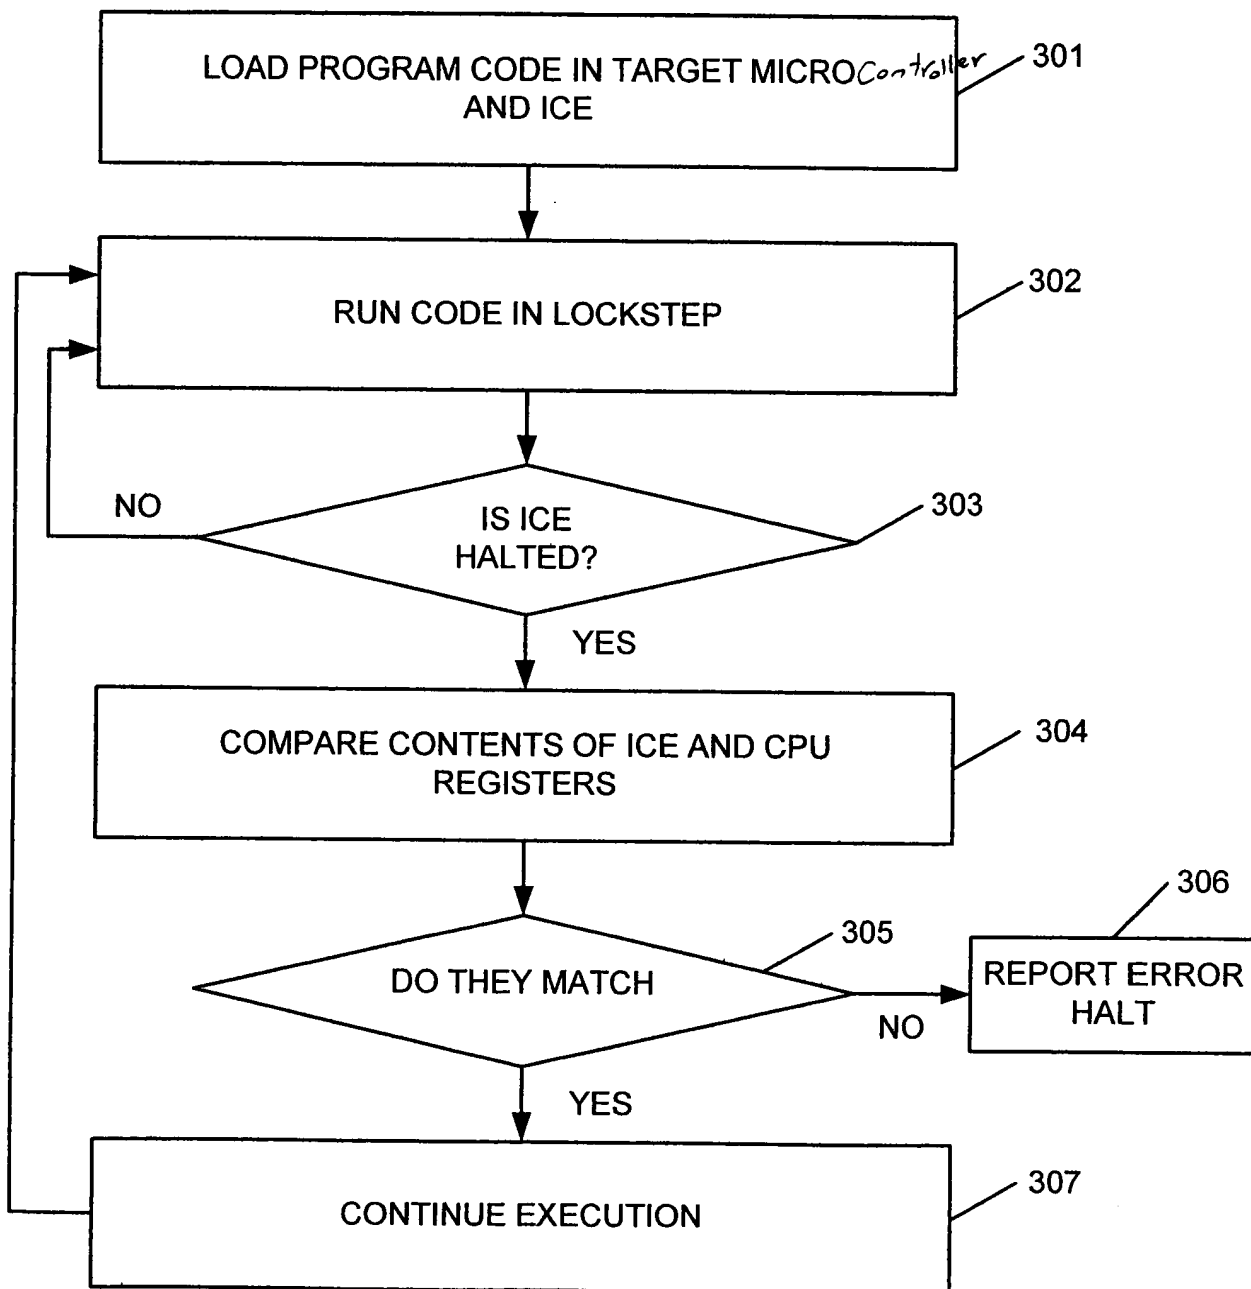 LOAD PROGRAM CODE IN TARGET MICROController
AND ICE
301
RUN CODE IN LOCKSTEP
302
IS ICE
HALTED?
303
NO
YES
COMPARE CONTENTS OF ICE AND CPU
REGISTERS
304
DO THEY MATCH
305
306
REPORT ERROR
HALT
NO
YES
CONTINUE EXECUTION
307